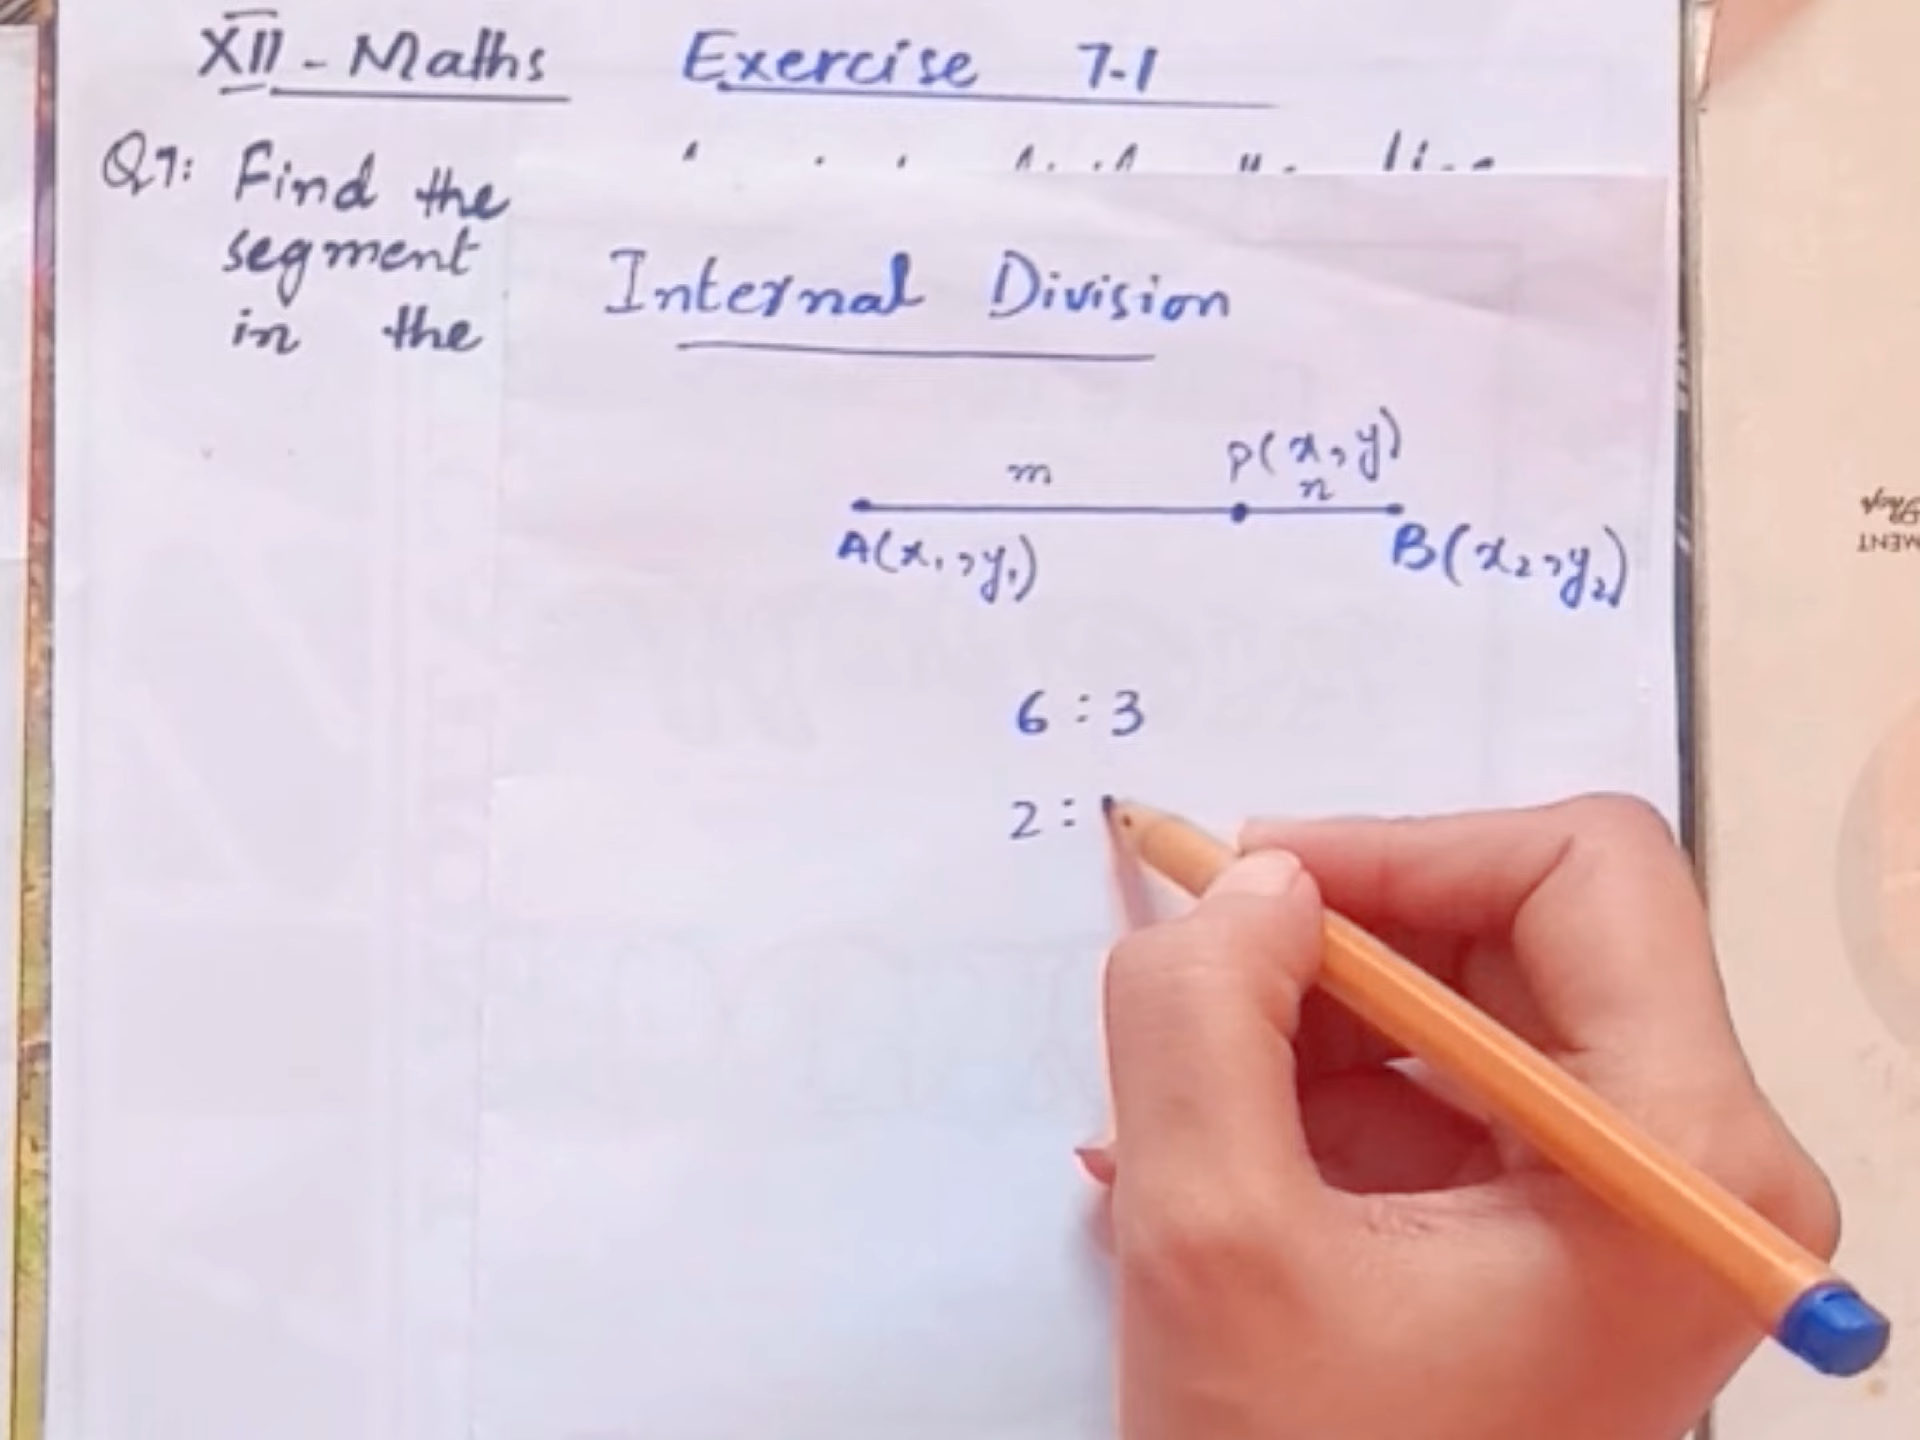 XII - Maths Exercise 7.1
Q7: Find the
segment
in the
Internal Division
m P(x, y)
n
A(x₁, y₁) B(x₂, y₂)
6 : 3
2 :
MENT